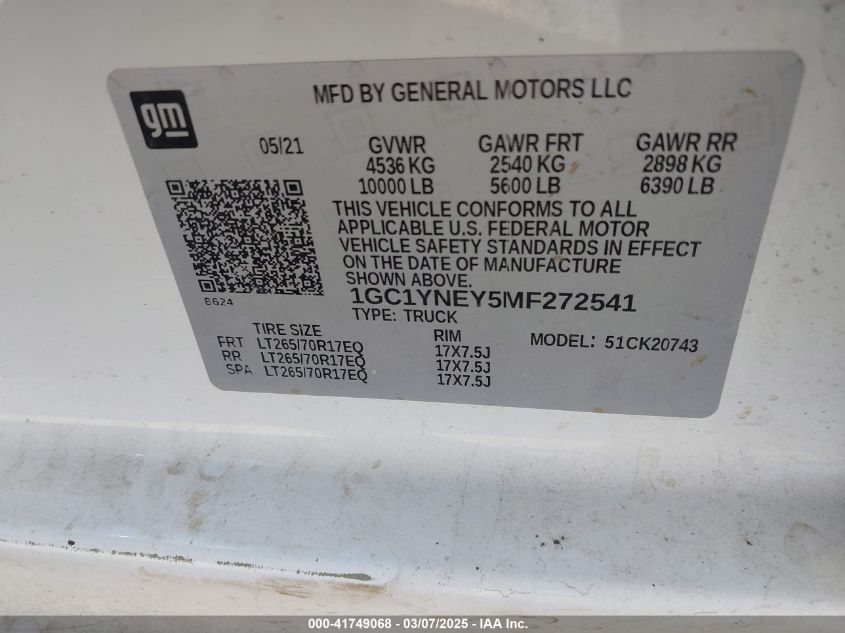 gm
MFD BY GENERAL MOTORS LLC
05/21 GVWR GAWR FRT GAWR RR
4536 KG 2540 KG 2898 KG
10000 LB 5600 LB 6390 LB
THIS VEHICLE CONFORMS TO ALL
APPLICABLE U.S. FEDERAL MOTOR
VEHICLE SAFETY STANDARDS IN EFFECT
ON THE DATE OF MANUFACTURE
SHOWN ABOVE.
8624
1GC1YNEY5MF272541
TYPE: TRUCK
TIRE SIZE RIM MODEL: 51CK20743
FRT LT265/70R17EQ 17X7.5J
RR LT265/70R17EQ 17X7.5J
SPA LT265/70R17EQ 17X7.5J
000-41749068 - 03/07/2025 - IAA Inc.